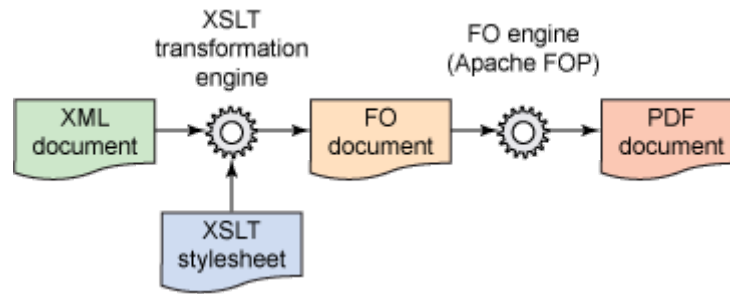 XSLT
transformation
engine
FO engine
(Apache FOP)
XML
document
FO
document
PDF
document
XSLT
stylesheet